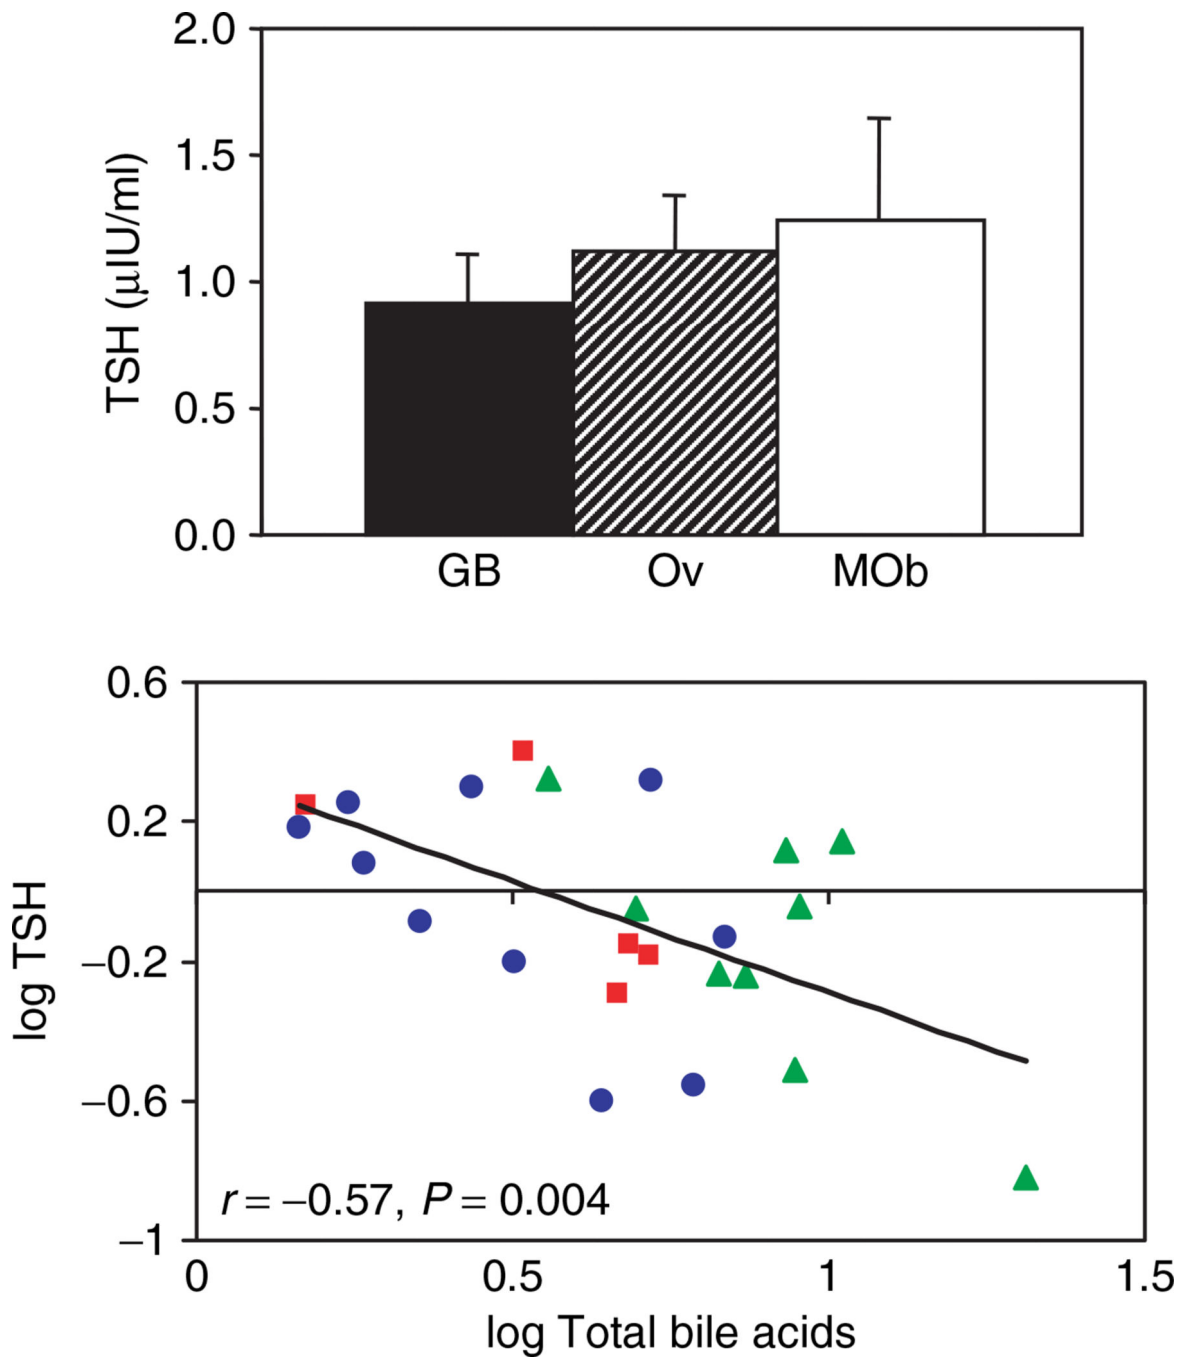 2.0
1.5
1.0
0.5
0.0
TSH (μIU/ml)
GB Ov MOb
0.6
0.2
−0.2
−0.6
−1
log TSH
r = −0.57, P = 0.004
0 0.5 1 1.5
log Total bile acids